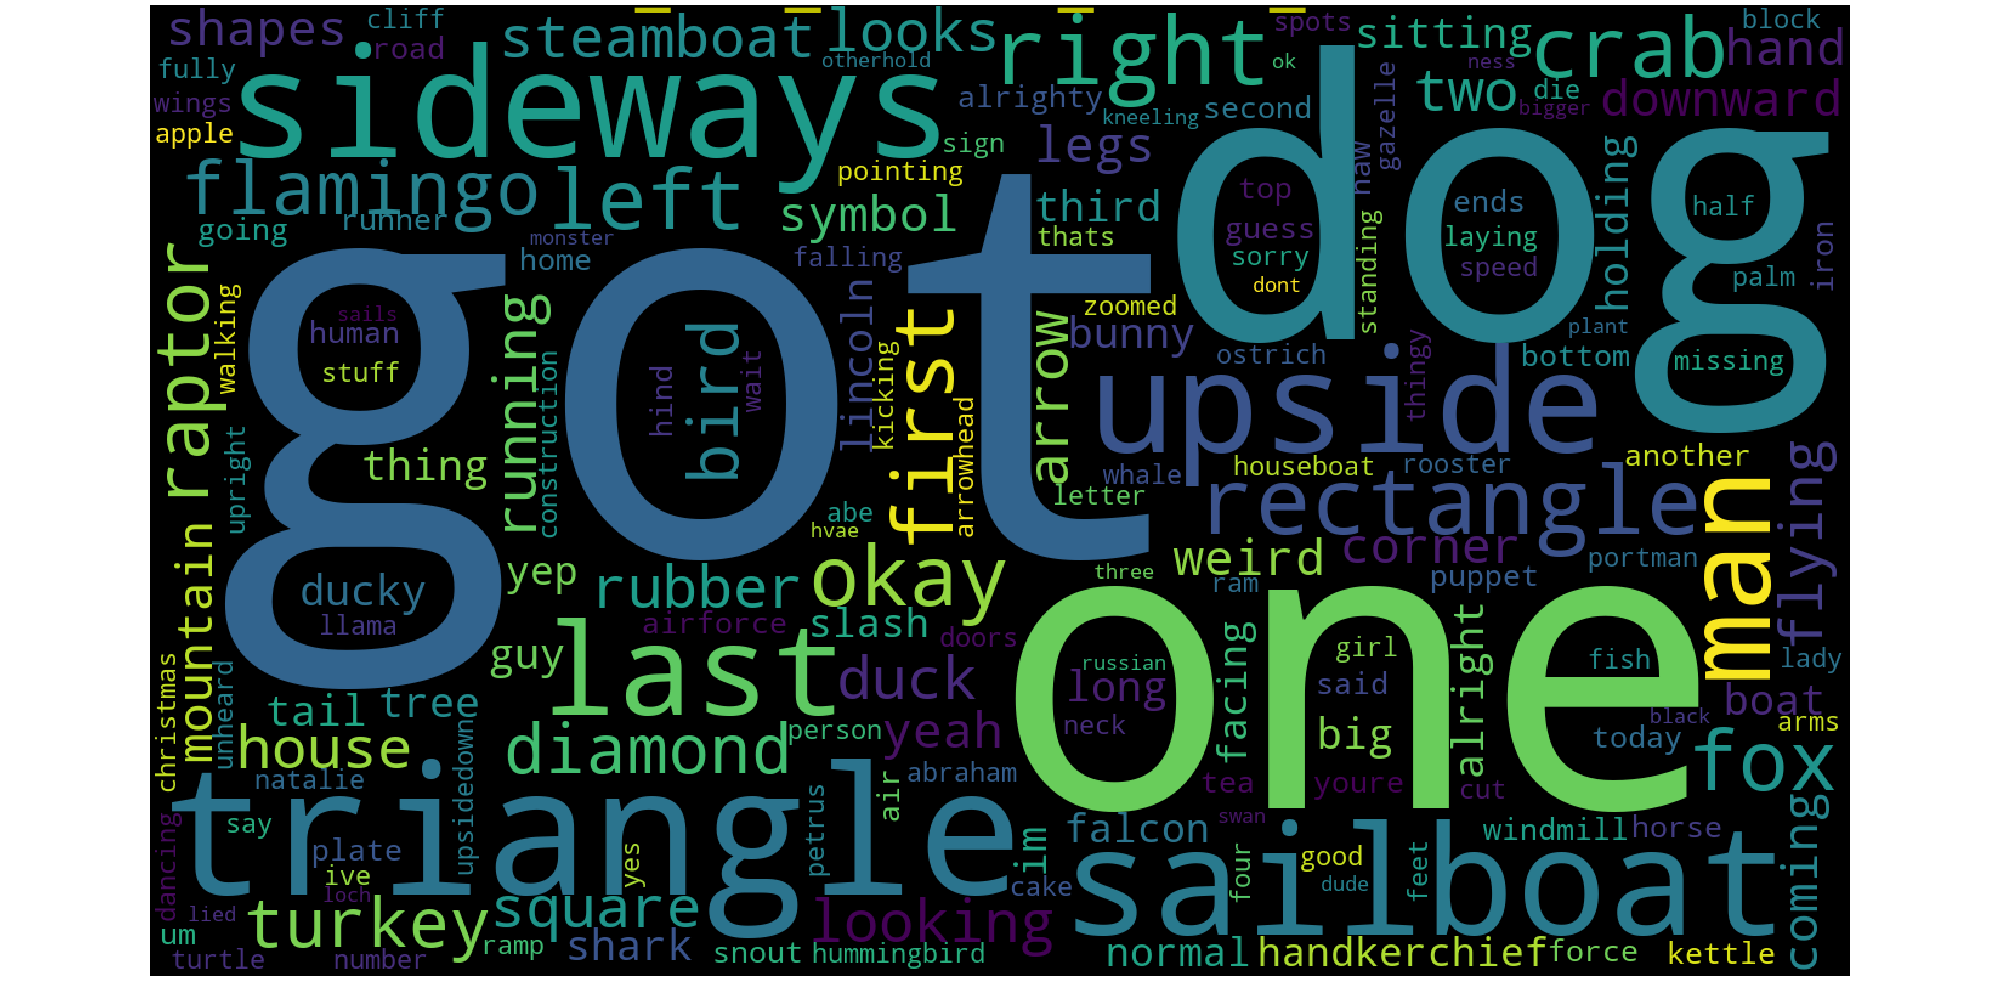 shapes
cliff
road
steamboat
looks
otherhold
right
spots
ok
sitting
ness
crab
block
hand
fully
wings
apple
sideways
alrighty
kneeling
second
gazelle
two
die
bigger
downward
sign
pointing
legs
dog
flamingo
left
runner
going
symbol
third
thats
top
guess
sorry
dont
haw
standing
ends
laying
speed
holding
half
palm
iron
monster
home
falling
zoomed
bunny
plant
raptor
walking
sails
human
stuff
got
running
construction
bird
hind
wait
lincoln
kicking
first
arrowhead
arrow
ostrich
thingy
bottom
missing
upside
upright
thing
abe
hvae
whale
letter
houseboat
rooster
another
rectangle
man
flying
mountain
ducky
llama
yep
rubber
okay
three
weird
ram
corner
puppet
portman
airforce
slash
doors
guy
last
duck
russian
long
neck
one
facing
girl
said
big
alright
fish
lady
boat
black
today
arms
christmas
unheard
tail
tree
house
diamond
person
yeah
fox
natalie
upsidedown
petrus
air
abraham
tea
youre
cut
swan
dancing
say
triangle
plate
ive
loch
yes
im
cake
falcon
windmill
horse
coming
lied
um
turkey
square
looking
four
good
dude
feet
sailboat
turtle
number
ramp
shark
snout
hummingbird
normal
handkerchief
force
kettle